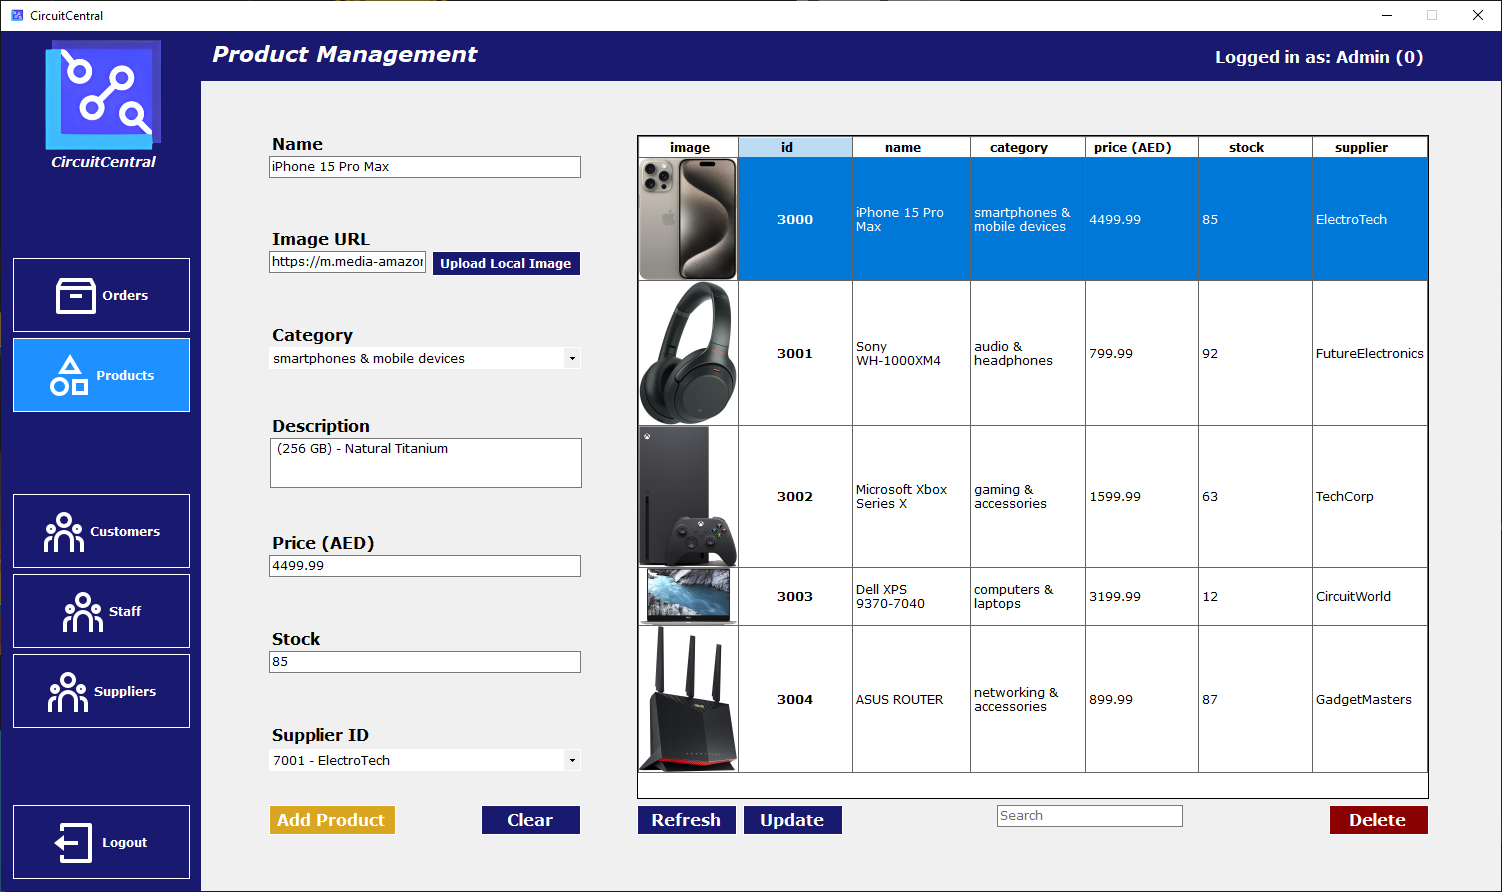 CircuitCentral
Product Management
Logged in as: Admin (0)
CircuitCentral
Orders
Products
Customers
Staff
Suppliers
Logout
Name
iPhone 15 Pro Max
Image URL
https://m.media-amazon
Upload Local Image
Category
smartphones & mobile devices
Description
(256 GB) - Natural Titanium
Price (AED)
4499.99
Stock
85
Supplier ID
7001 - ElectroTech
Add Product
Clear
image id name category price (AED) stock supplier
3000 iPhone 15 Pro Max smartphones & mobile devices 4499.99 85 ElectroTech
3001 Sony WH-1000XM4 audio & headphones 799.99 92 FutureElectronics
3002 Microsoft Xbox Series X gaming & accessories 1599.99 63 TechCorp
3003 Dell XPS 9370-7040 computers & laptops 3199.99 12 CircuitWorld
3004 ASUS ROUTER networking & accessories 899.99 87 GadgetMasters
Refresh
Update
Search
Delete